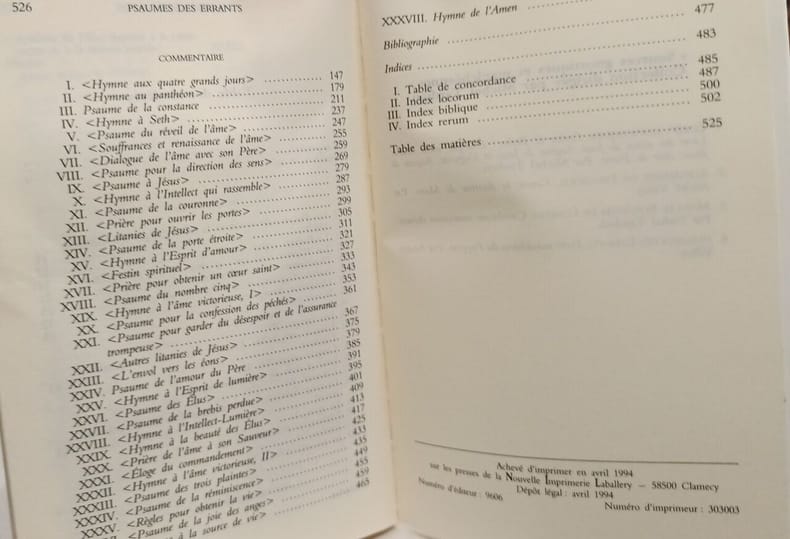 526 PSAUMES DES ERRANTS
COMMENTAIRE
I. <Hymne aux quatre grands jours> 147
II. <Hymne au panthéon> 179
III. Psaume de la constance 211
IV. <Hymne à Seth> 237
V. <Psaume du réveil de l'âme> 247
VI. <Souffrances et renaissance de l'âme> 255
VII. <Dialogue de l'âme avec son Père> 259
VIII. <Psaume pour la direction des sens> 269
IX. <Psaume à Jésus> 279
X. <Hymne à l'Intellect qui rassemble> 287
XI. <Psaume de la couronne> 293
XII. <Prière pour ouvrir les portes> 299
XIII. <Litanies de Jésus> 305
XIV. <Psaume de la porte étroite> 311
XV. <Hymne à l'Esprit d'amour> 321
XVI. <Festin spirituel> 327
XVII. <Prière pour obtenir un cœur saint> 333
XVIII. <Psaume du nombre cinq> 343
XIX. <Hymne à l'âme victorieuse, I> 353
XX. <Psaume pour la confession des péchés> 361
XXI. <Psaume pour garder du désespoir et de l'assurance
trompeuse> 367
XXII. <Autres litanies de Jésus> 375
XXIII. <L'envol vers les éons> 379
XXIV. Psaume de l'amour du Père 385
XXV. <Hymne à l'Esprit de lumière> 391
XXVI. <Psaume des Élus> 395
XXVII. <Psaume de la brebis perdue> 401
XXVIII. <Hymne à l'Intellect-Lumière> 409
XXIX. <Hymne à la beauté des Élus> 413
XXX. <Prière de l'âme à son Sauveur> 417
XXXI. <Éloge du commandement> 425
XXXII. <Hymne à l'âme victorieuse, II> 433
XXXIII. <Psaume des trois plaintes> 435
XXXIV. <Psaume de la réminiscence> 449
XXXV. <Règles pour obtenir la vie> 455
<Psaume de la joie des anges> 459
à la source de vie> 465
XXXVIII. Hymne de l'Amen 477
Bibliographie 483
Indices 485
I. Table de concordance 487
II. Index locorum 500
III. Index biblique 502
IV. Index rerum
Table des matières 525
Achevé d'imprimer en avril 1994
sur les presses de la Nouvelle Imprimerie Laballery – 58500 Clamecy
Dépôt légal : avril 1994
Numéro d'éditeur : 9606 Numéro d'imprimeur : 303003